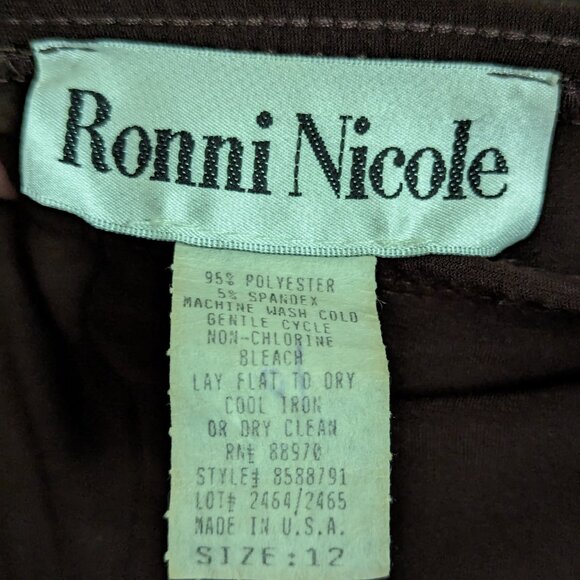 Ronni Nicole
95% POLYESTER
5% SPANDEX
MACHINE WASH COLD
GENTLE CYCLE
NON-CHLORINE
BLEACH
LAY FLAT TO DRY
COOL IRON
OR DRY CLEAN
RN# 88970
STYLE# 8588791
LOT# 2464/2465
MADE IN U.S.A.
SIZE:12